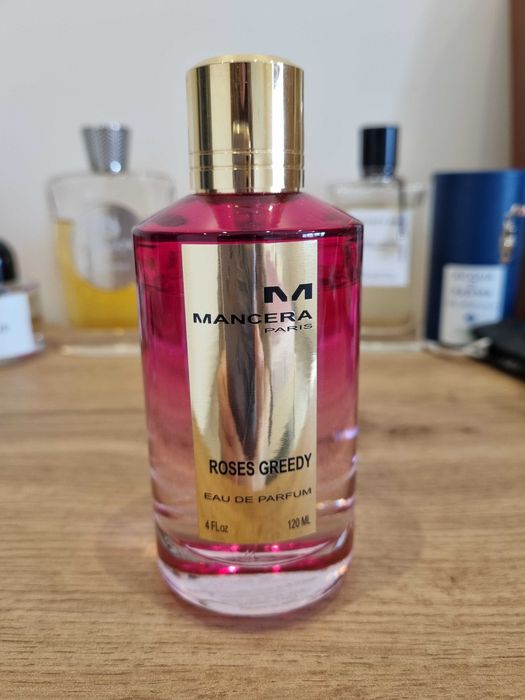 M
MANCERA
PARIS
ROSES GREEDY
EAU DE PARFUM
4 FL.oz 120 ML